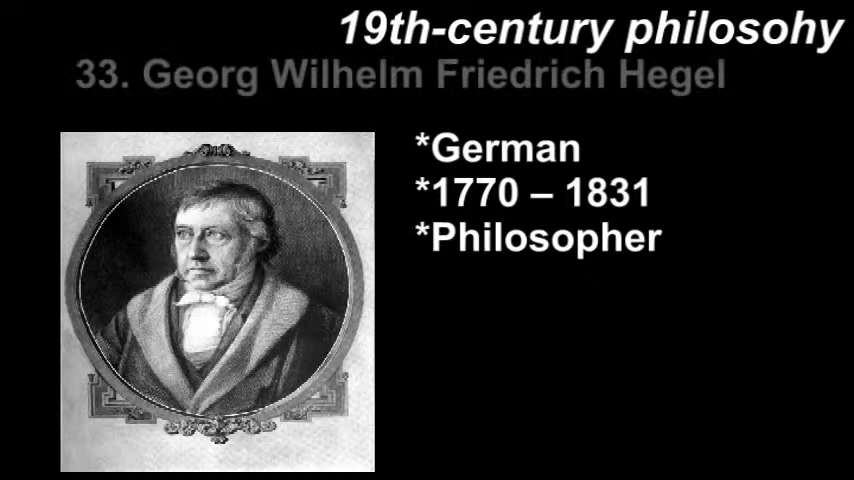 19th-century philosohy
33. Georg Wilhelm Friedrich Hegel
*German
*1770 – 1831
*Philosopher